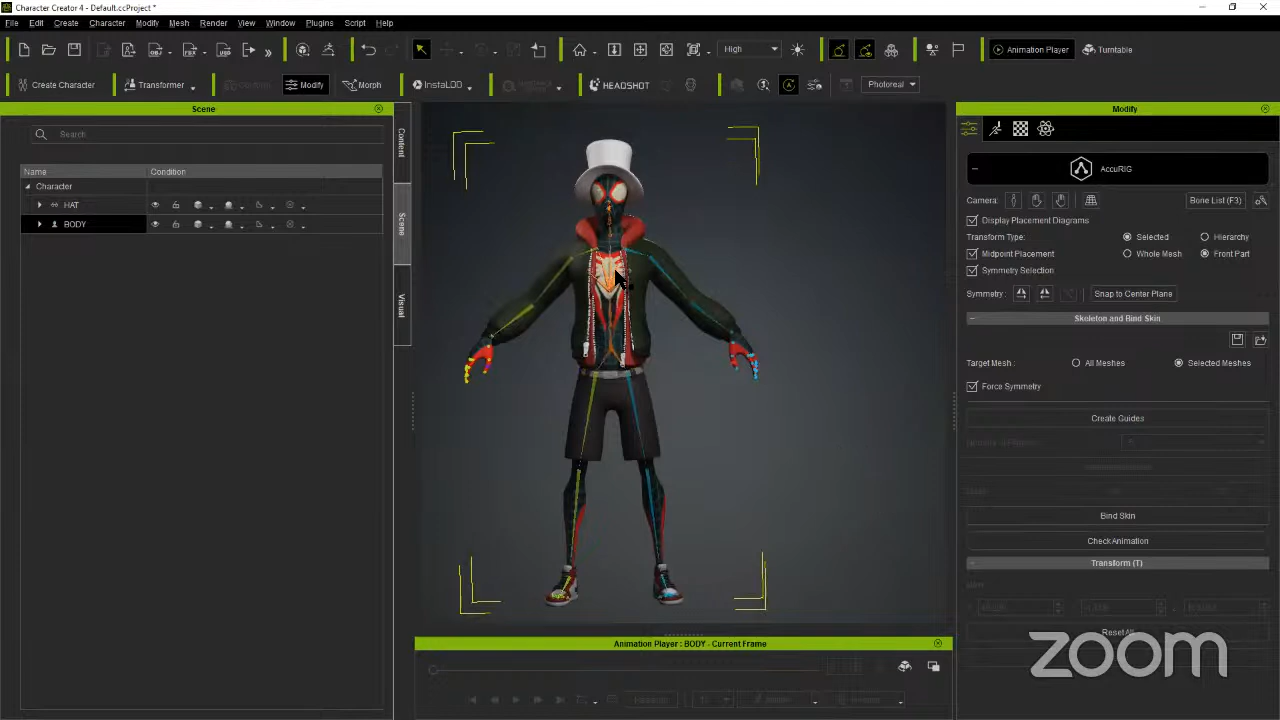 Character Creator 4 - Default.ccProject *
File Edit Create Character Modify Mesh Render View Window Plugins Script Help
High
Animation Player Turntable
Create Character Transformer Modify Morph InstaLOD HEADSHOT Photoreal
Scene
Modify
Search
Content
Scene
Visual
Name Condition
Character
HAT
BODY
AccuRIG
Camera: Bone List (F3)
Display Placement Diagrams
Transform Type: Selected Hierarchy
Midpoint Placement Whole Mesh Front Part
Symmetry Selection
Symmetry: Snap to Center Plane
Skeleton and Bind Skin
Target Mesh: All Meshes Selected Meshes
Force Symmetry
Create Guides
Bind Skin
Check Animation
Transform (T)
Reset All
zoom
Animation Player : BODY - Current Frame